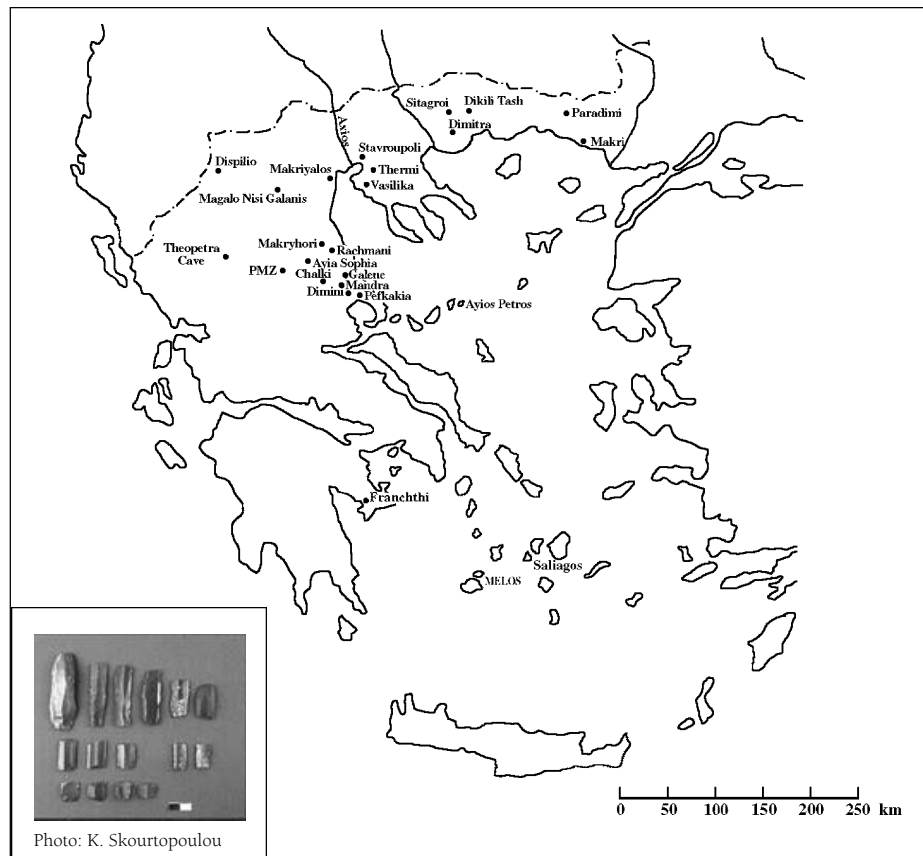 Sitagroi
Dikili Tash
Dimitra
Paradimi
Makri
Axios
Stavroupoli
Dispilio
Makriyalos
Thermi
Vasilika
Magalo Nisi Galanis
Makryhori
Rachmani
Theopetra
Cave
Ayia Sophia
PMZ
Chalki
Galene
Mandra
Dimini
Pefkakia
Ayios Petros
Franchthi
Saliagos
MELOS
0 50 100 150 200 250
km
Photo: K. Skourtopoulou